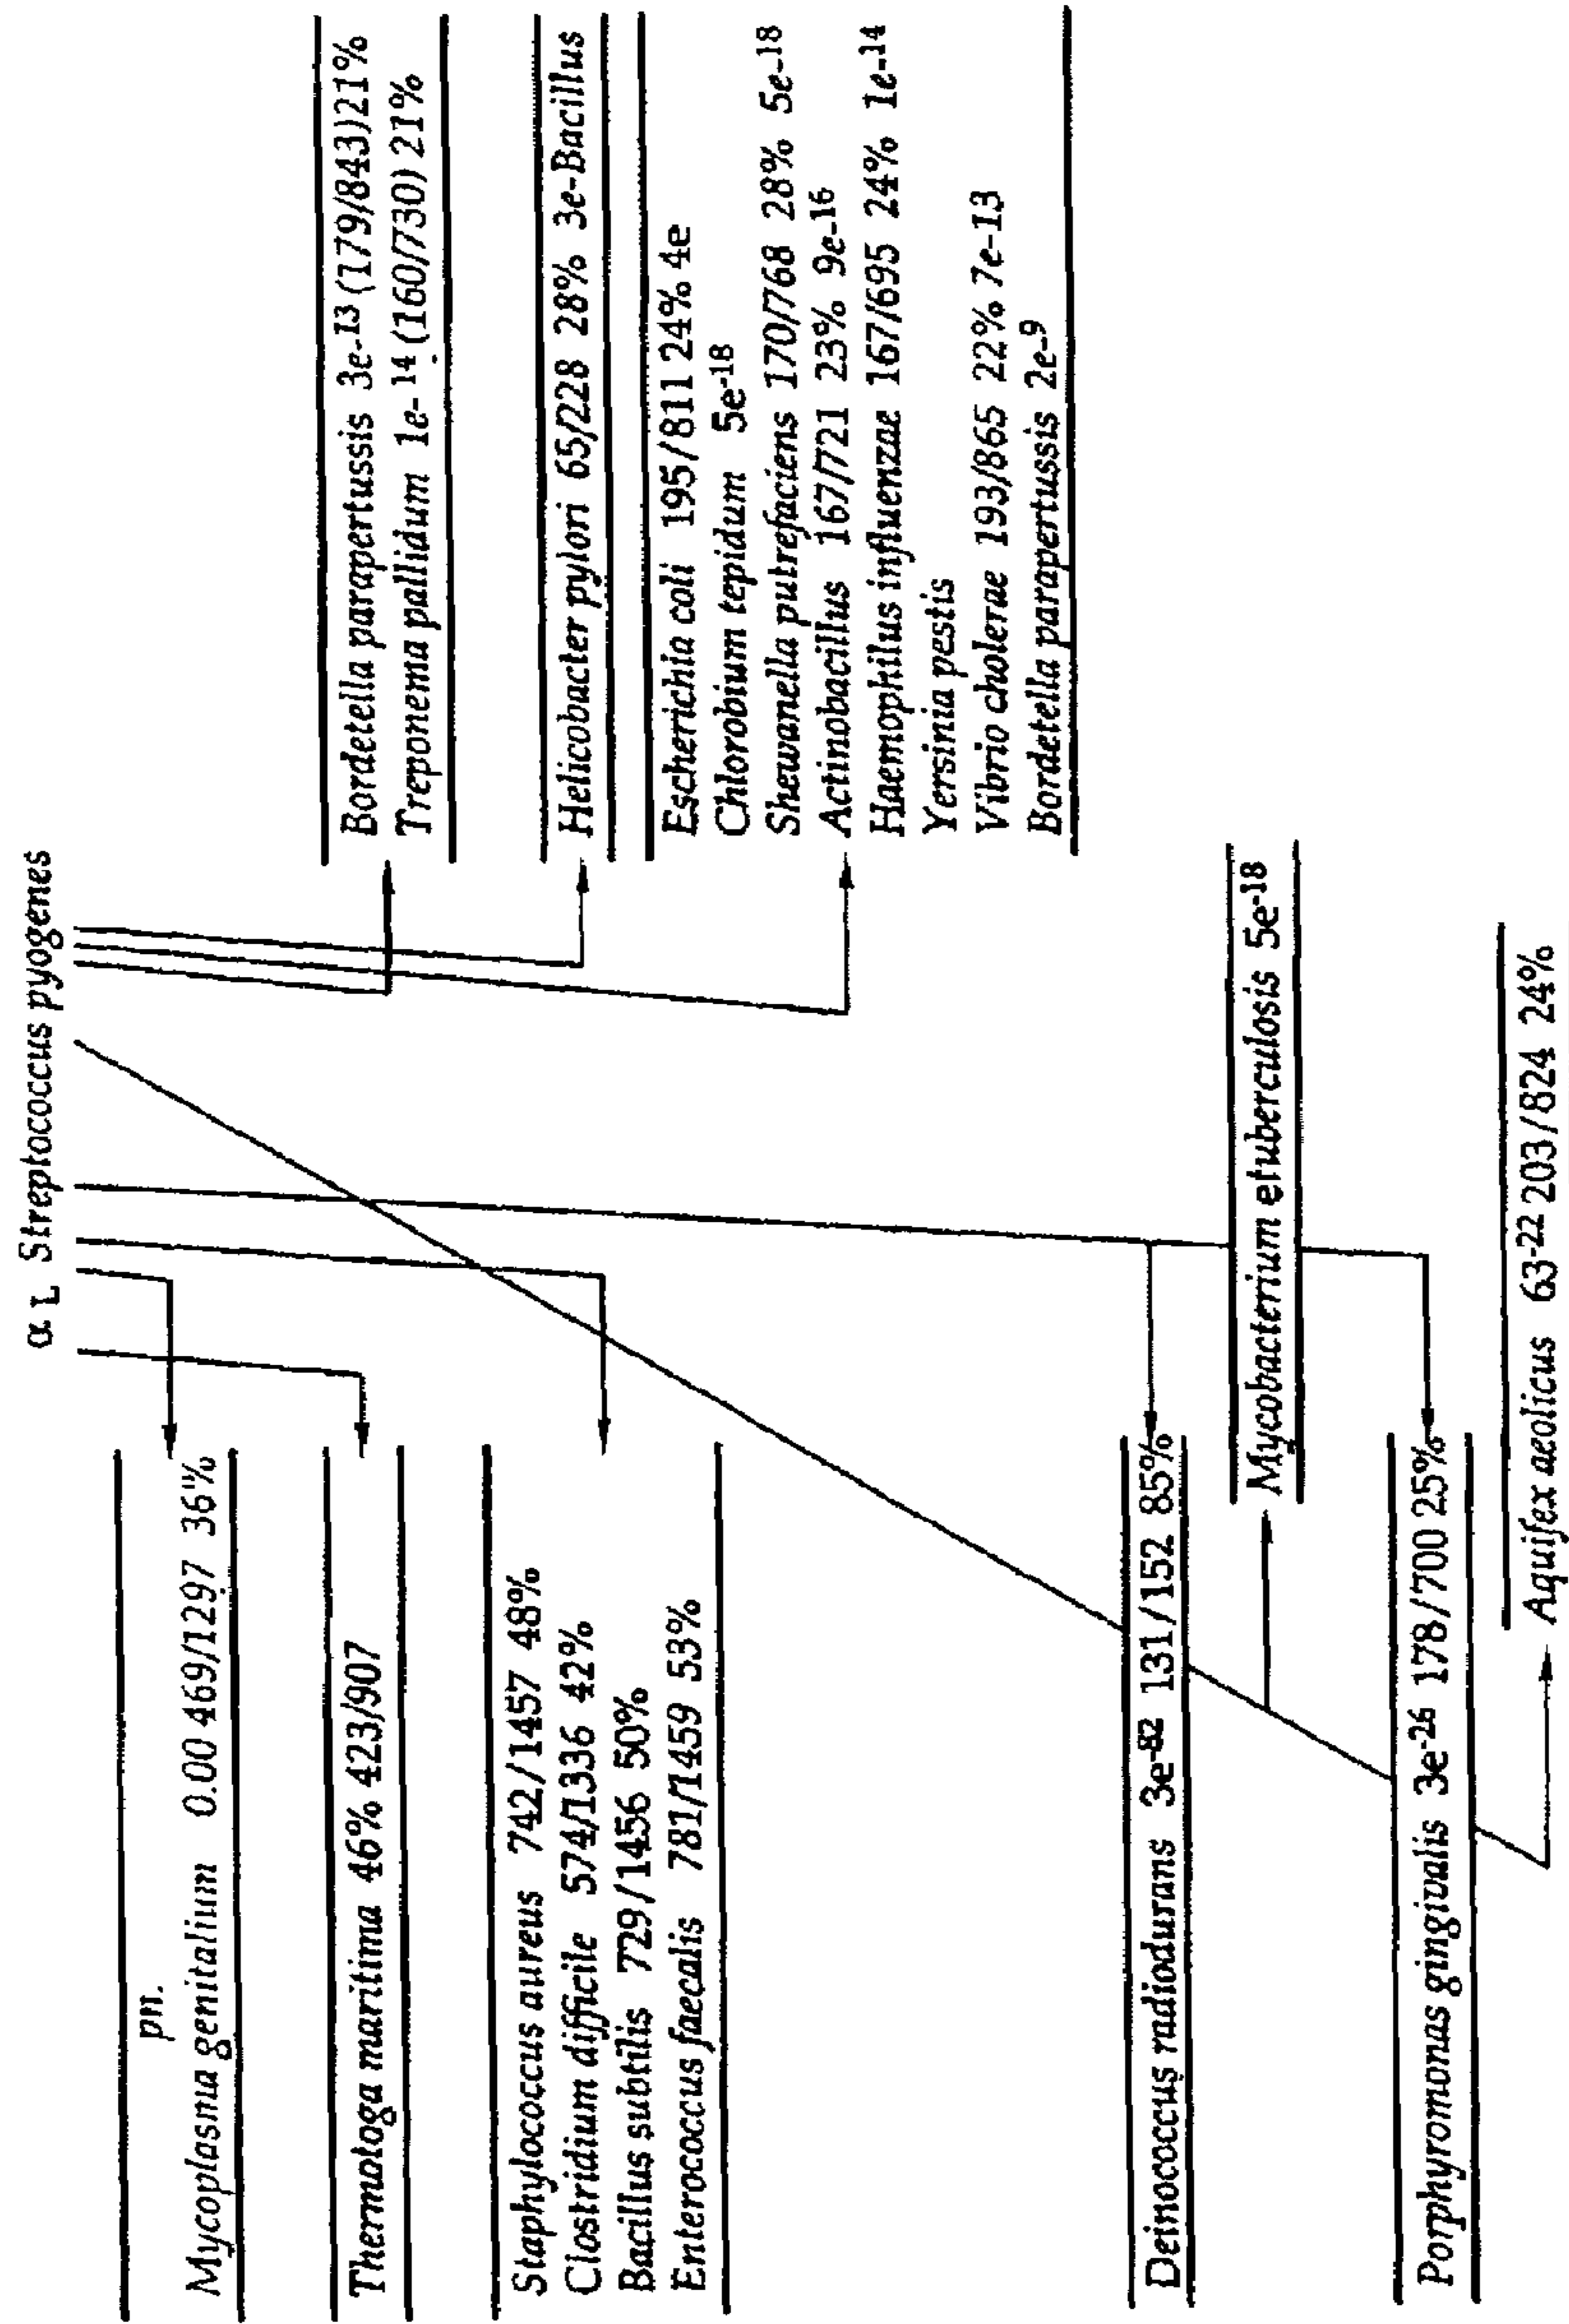 α L Streptococcus pyogenes
pn.
Mycoplasma genitalium 0.00 469/1297 36%
Thermotoga maritima 46% 423/907
Staphylococcus aureus 742/1457 48%
Clostridium difficile 574/1336 42%
Bacillus subtilis 729/1456 50%
Enterococcus faecalis 781/1459 53%
Bordetella parapertussis 3e-13 (179/843)21%
Treponema pallidum 1e-14 (160/730) 21%
Helicobacter pylori 65/228 28% 3e-Bacillus
Escherichia coli 195/811 24% 4e
Chlorobium tepidum 5e-18
Shewanella putrefaciens 170/768 28% 5e-18
Actinobacillus 167/721 23% 9e-16
Haemophilus influenzae 167/695 24% 1e-14
Yersinia pestis
Vibrio cholerae 193/865 22% 7e-13
Bordetella parapertussis 2e-9
Deinococcus radiodurans 3e-82 131/152 85%
Mycobacterium etuberculosis 5e-18
Porphyromonas gingivalis 3e-26 178/700 25%
Aquifex aeolicus 63-22 203/824 24%